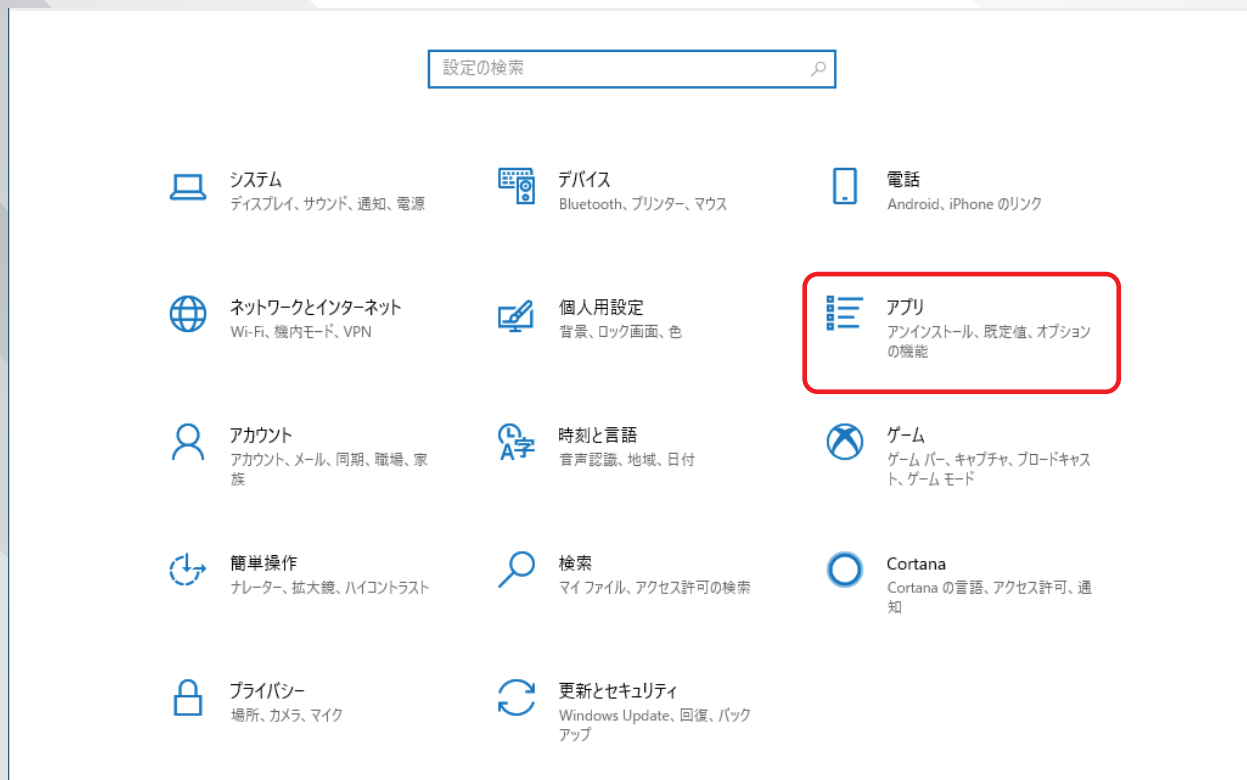 設定の検索
システム
ディスプレイ、サウンド、通知、電源
デバイス
Bluetooth、プリンター、マウス
電話
Android、iPhone のリンク
ネットワークとインターネット
Wi-Fi、機内モード、VPN
個人用設定
背景、ロック画面、色
アプリ
アンインストール、既定値、オプション
の機能
アカウント
アカウント、メール、同期、職場、家
族
時刻と言語
音声認識、地域、日付
ゲーム
ゲーム バー、キャプチャ、ブロードキャス
ト、ゲーム モード
簡単操作
ナレーター、拡大鏡、ハイコントラスト
検索
マイ ファイル、アクセス許可の検索
Cortana
Cortana の言語、アクセス許可、通
知
プライバシー
場所、カメラ、マイク
更新とセキュリティ
Windows Update、回復、バック
アップ